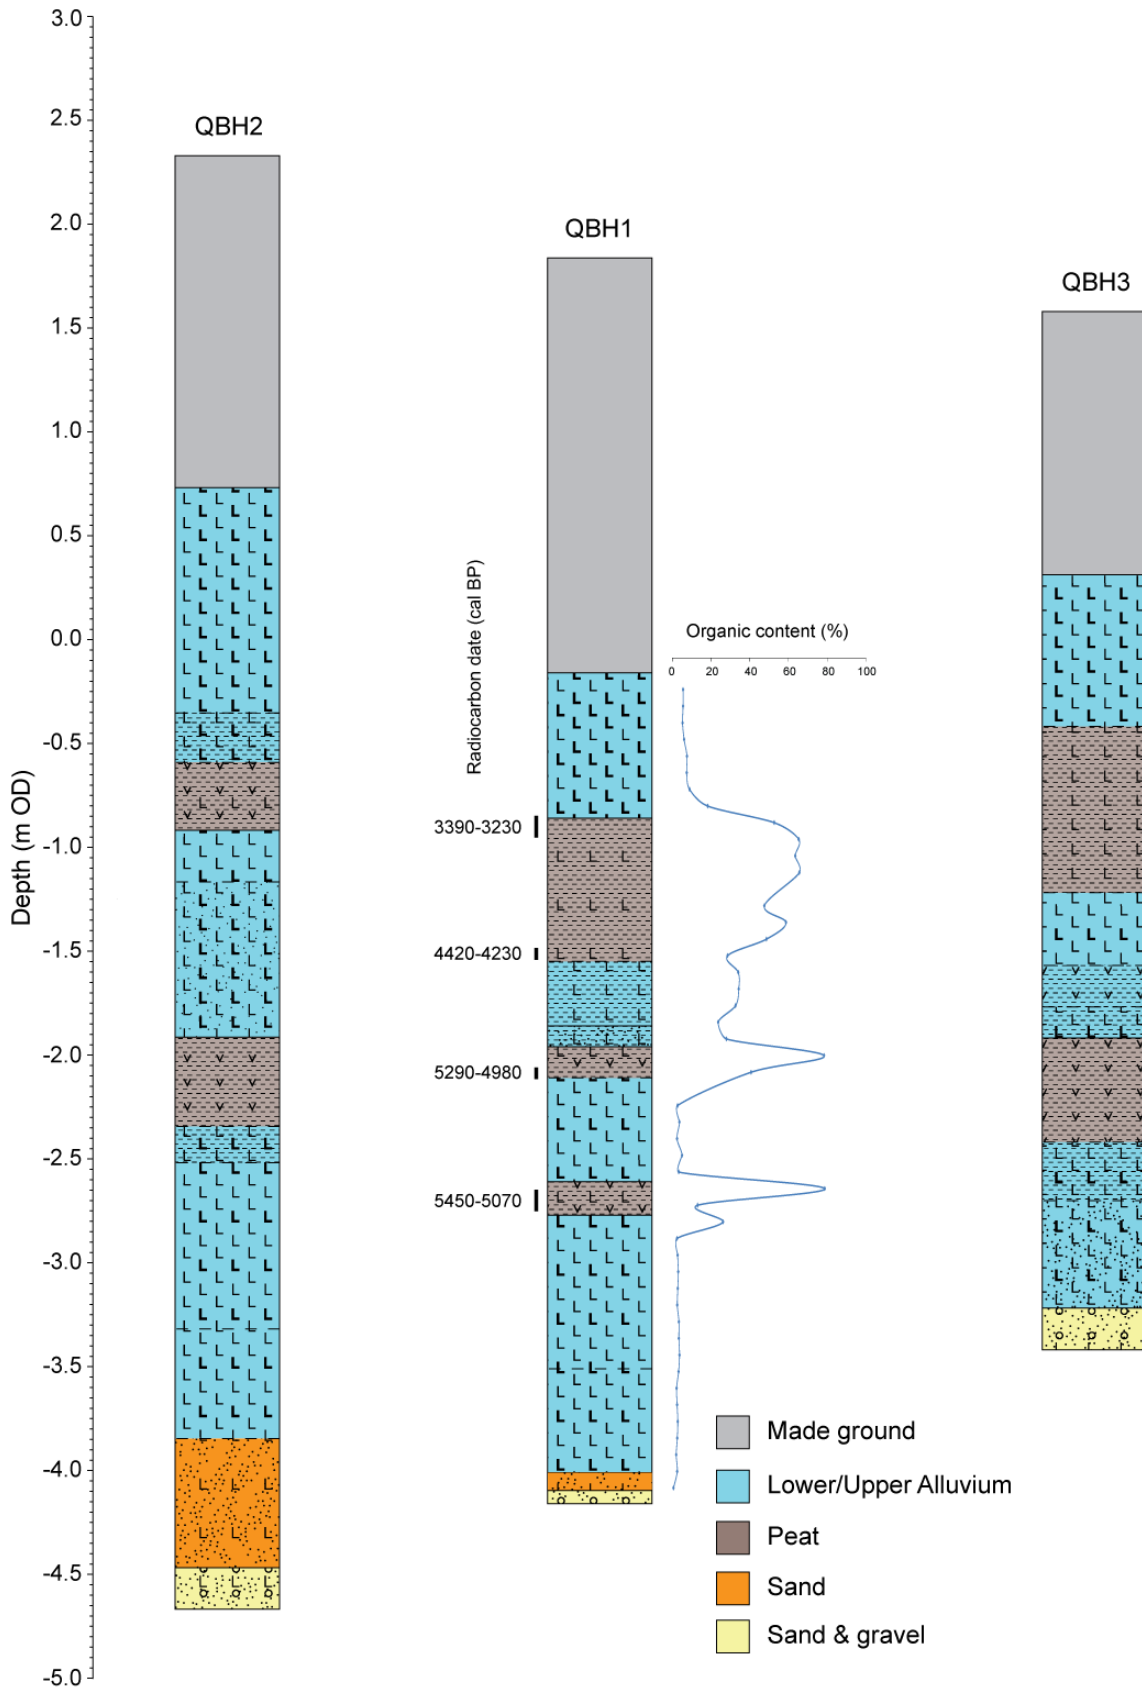 3.0
2.5
2.0
1.5
1.0
0.5
0.0
-0.5
-1.0
-1.5
-2.0
-2.5
-3.0
-3.5
-4.0
-4.5
-5.0
Depth (m OD)
QBH2
QBH1
QBH3
Radiocarbon date (cal BP)
3390-3230
4420-4230
5290-4980
5450-5070
Organic content (%)
0 20 40 60 80 100
Made ground
Lower/Upper Alluvium
Peat
Sand
Sand & gravel